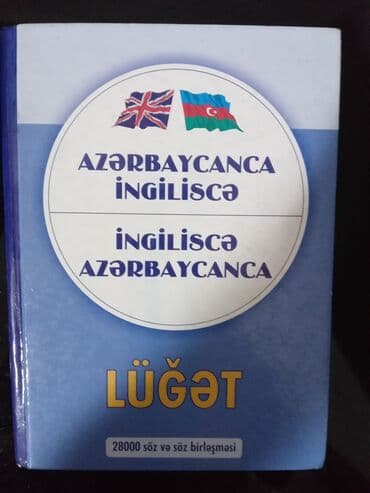 AZƏRBAYCANCA
İNGİLİSCƏ
İNGİLİSCƏ
AZƏRBAYCANCA
LÜĞƏT
28000 söz və söz birləşməsi